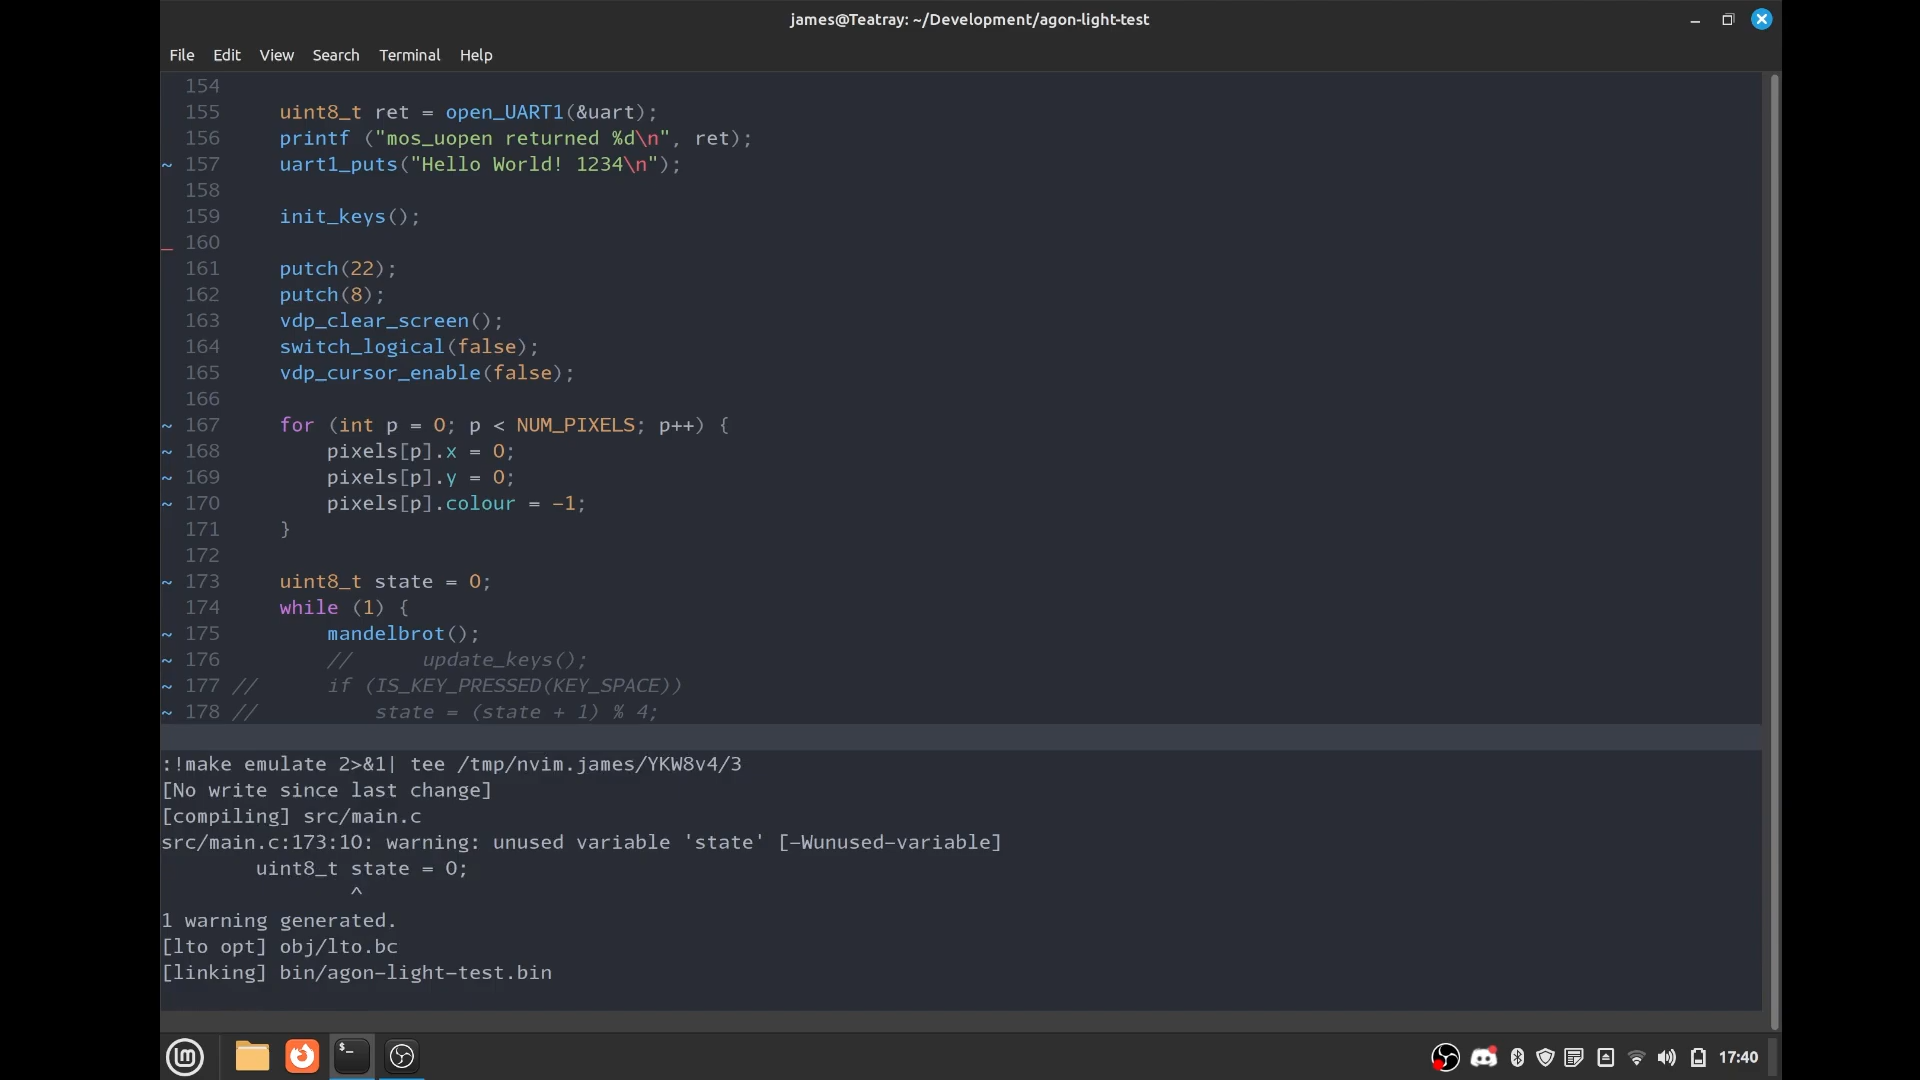 james@Teatray: ~/Development/agon-light-test
File Edit View Search Terminal Help
154
155 uint8_t ret = open_UART1(&uart);
156 printf ("mos_uopen returned %d\n", ret);
~ 157 uart1_puts("Hello World! 1234\n");
158
159 init_keys();
_ 160
161 putch(22);
162 putch(8);
163 vdp_clear_screen();
164 switch_logical(false);
165 vdp_cursor_enable(false);
166
~ 167 for (int p = 0; p < NUM_PIXELS; p++) {
~ 168 pixels[p].x = 0;
~ 169 pixels[p].y = 0;
~ 170 pixels[p].colour = -1;
171 }
172
~ 173 uint8_t state = 0;
174 while (1) {
~ 175 mandelbrot();
~ 176 // update_keys();
~ 177 // if (IS_KEY_PRESSED(KEY_SPACE))
~ 178 // state = (state + 1) % 4;
:!make emulate 2>&1| tee /tmp/nvim.james/YKW8v4/3
[No write since last change]
[compiling] src/main.c
src/main.c:173:10: warning: unused variable 'state' [-Wunused-variable]
uint8_t state = 0;
^
1 warning generated.
[lto opt] obj/lto.bc
[linking] bin/agon-light-test.bin
17:40